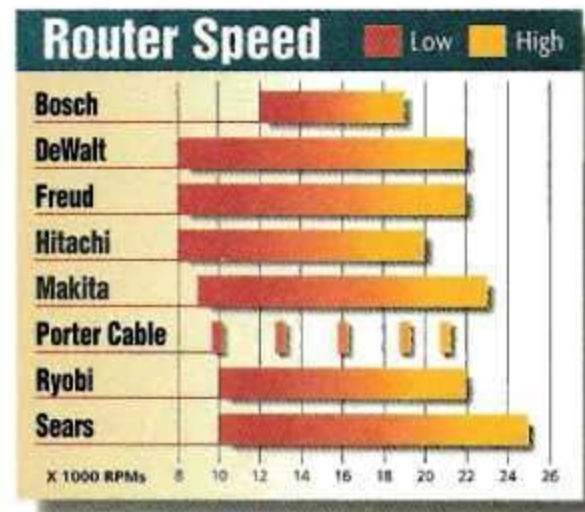 Router Speed Low High
Bosch
DeWalt
Freud
Hitachi
Makita
Porter Cable
Ryobi
Sears
X 1000 RPMs 8 10 12 14 16 18 20 22 24 26